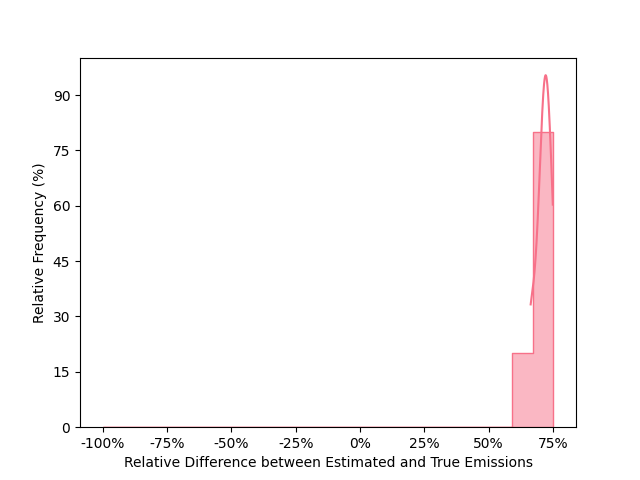 Relative Frequency (%)
90
75
60
45
30
15
0
-100% -75% -50% -25% 0% 25% 50% 75%
Relative Difference between Estimated and True Emissions